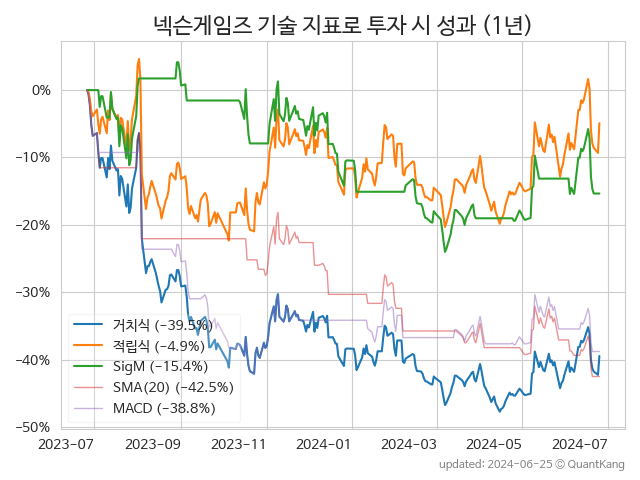 넥슨게임즈 기술 지표로 투자 시 성과 (1년)
0%
−10%
−20%
−30%
−40%
−50%
거치식 (−39.5%)
적립식 (−4.9%)
SigM (−15.4%)
SMA(20) (−42.5%)
MACD (−38.8%)
2023-07
2023-09
2023-11
2024-01
2024-03
2024-05
2024-07
updated: 2024-06-25 © QuantKang